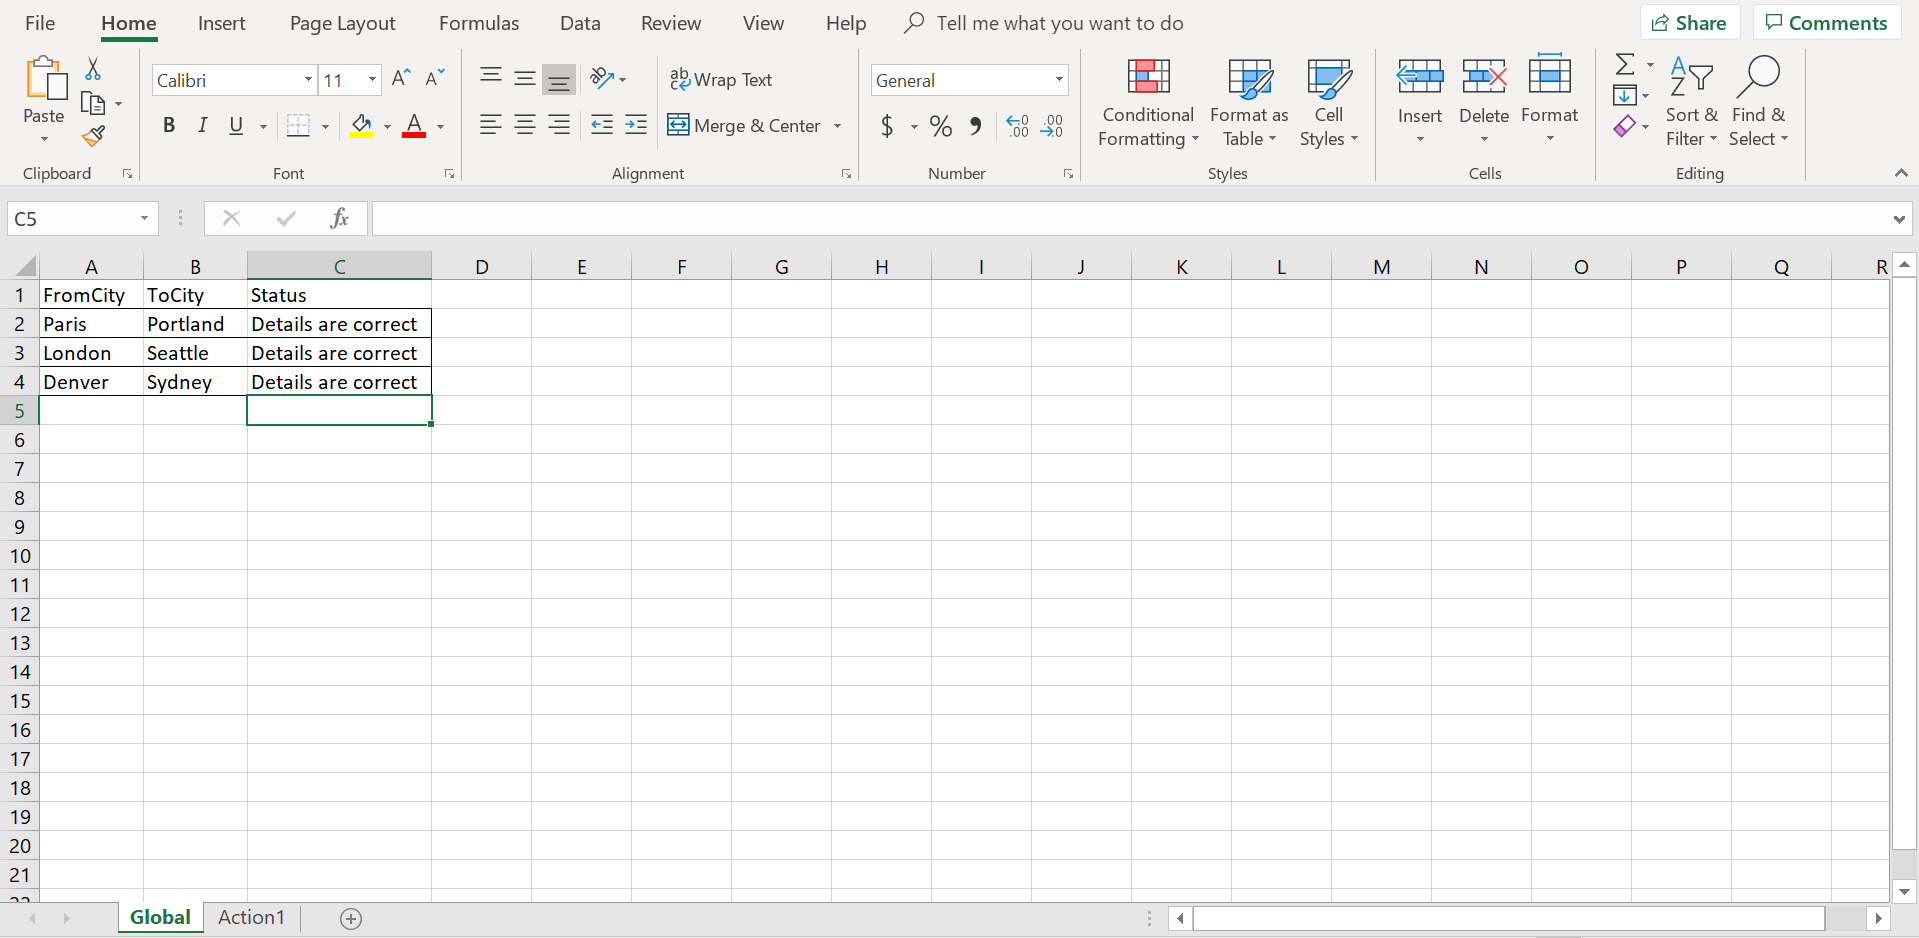 File Home Insert Page Layout Formulas Data Review View Help Tell me what you want to do Share Comments
Paste
Clipboard
Calibri 11 A A
B I U A
Font
ab Wrap Text
Merge & Center
Alignment
General
$ % , .00 .00
Number
Conditional Formatting
Format as Table
Cell Styles
Styles
Insert Delete Format
Cells
Sort & Filter
Find & Select
Editing
C5 fx
A B C D E F G H I J K L M N O P Q R
1 FromCity ToCity Status
2 Paris Portland Details are correct
3 London Seattle Details are correct
4 Denver Sydney Details are correct
5
6
7
8
9
10
11
12
13
14
15
16
17
18
19
20
21
Global Action1